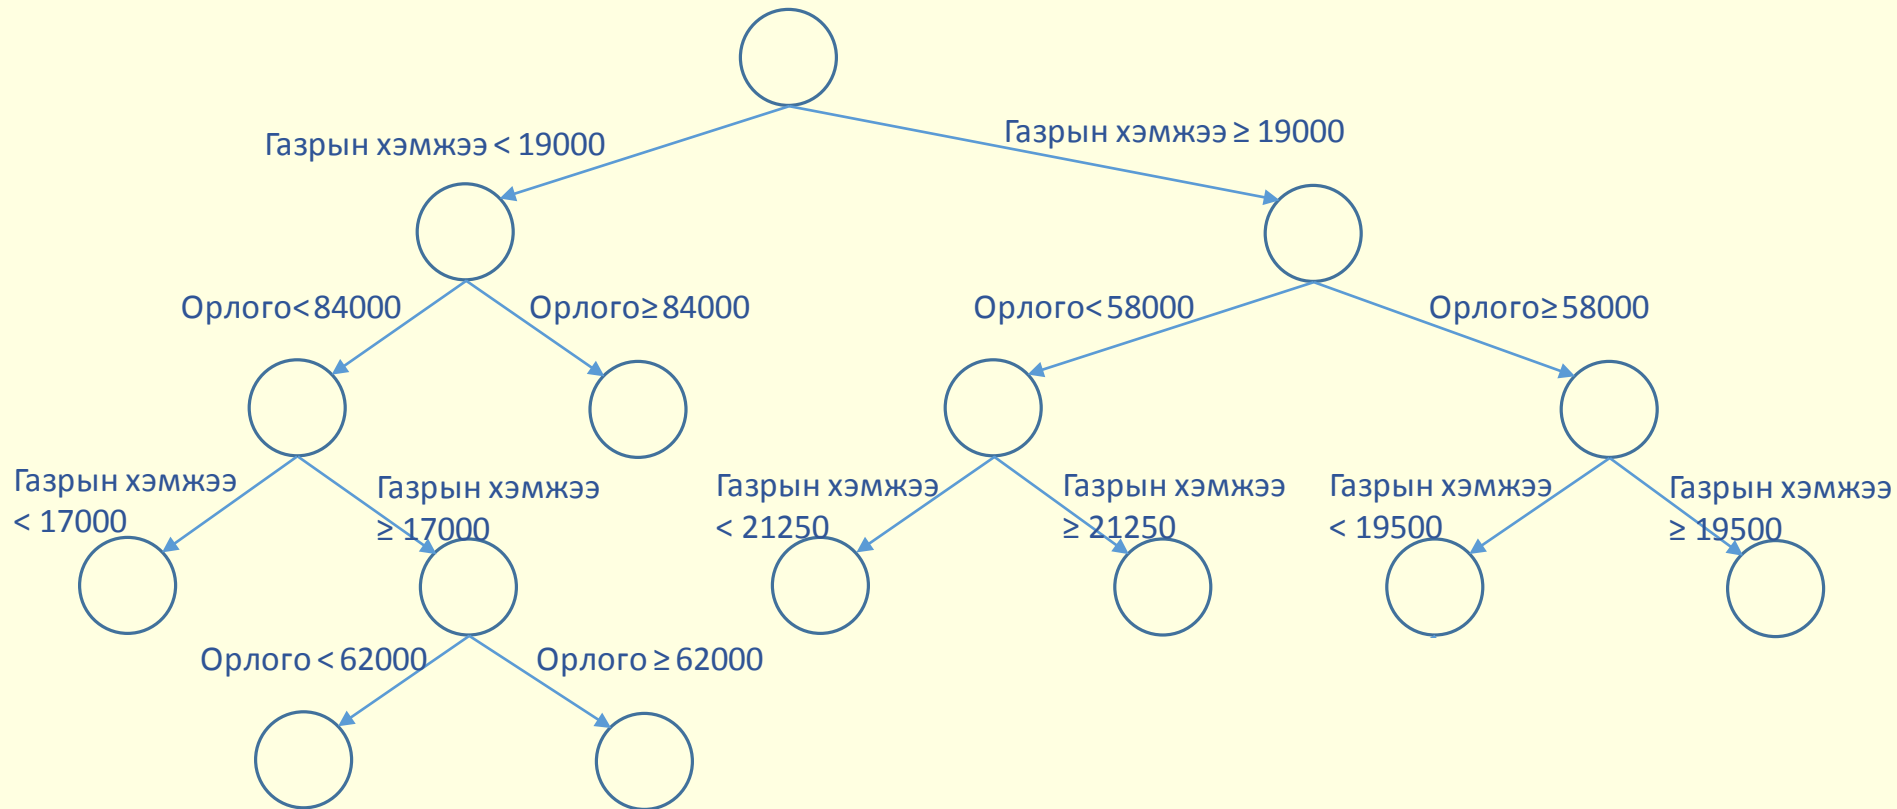 Газрын хэмжээ < 19000
Газрын хэмжээ ≥ 19000
Орлого<84000
Орлого≥84000
Орлого<58000
Орлого≥58000
Газрын хэмжээ
< 17000
Газрын хэмжээ
≥ 17000
Газрын хэмжээ
< 21250
Газрын хэмжээ
≥ 21250
Газрын хэмжээ
< 19500
Газрын хэмжээ
≥ 19500
Орлого < 62000
Орлого ≥ 62000